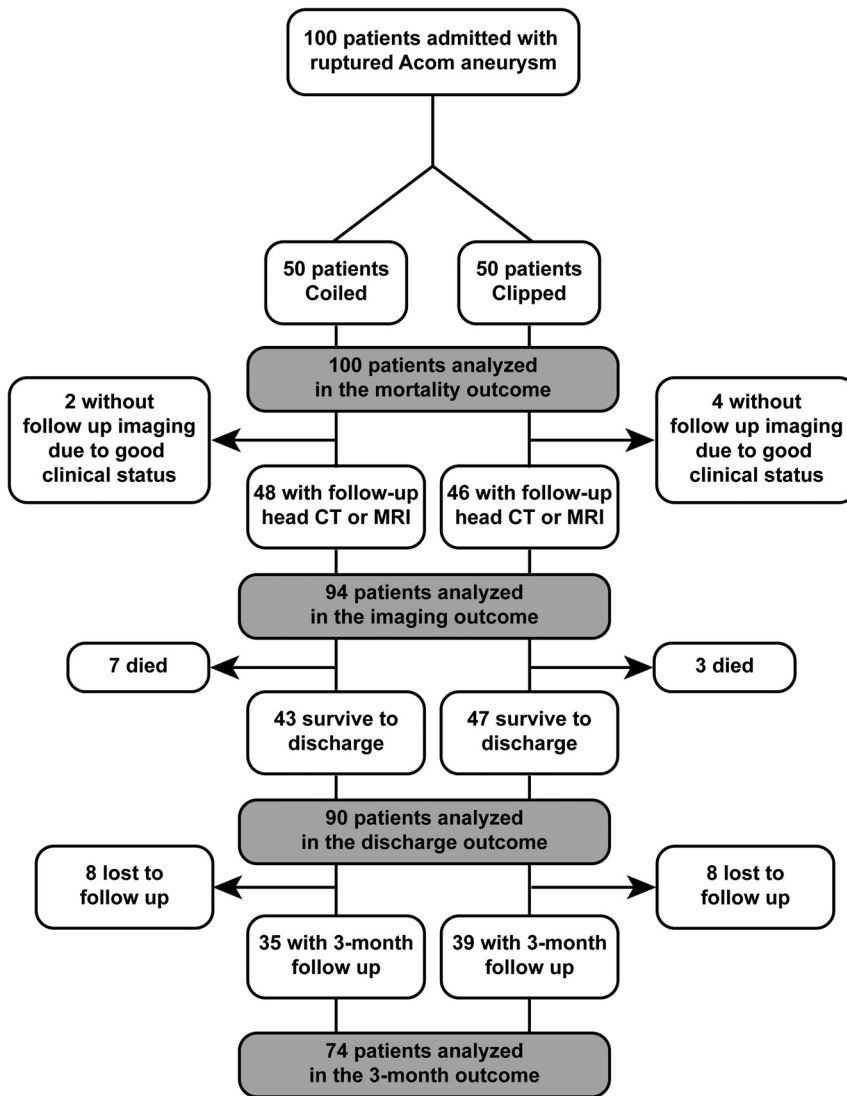 100 patients admitted with
ruptured Acom aneurysm
50 patients
Coiled
50 patients
Clipped
100 patients analyzed
in the mortality outcome
2 without
follow up imaging
due to good
clinical status
4 without
follow up imaging
due to good
clinical status
48 with follow-up
head CT or MRI
46 with follow-up
head CT or MRI
94 patients analyzed
in the imaging outcome
7 died
3 died
43 survive to
discharge
47 survive to
discharge
90 patients analyzed
in the discharge outcome
8 lost to
follow up
8 lost to
follow up
35 with 3-month
follow up
39 with 3-month
follow up
74 patients analyzed
in the 3-month outcome